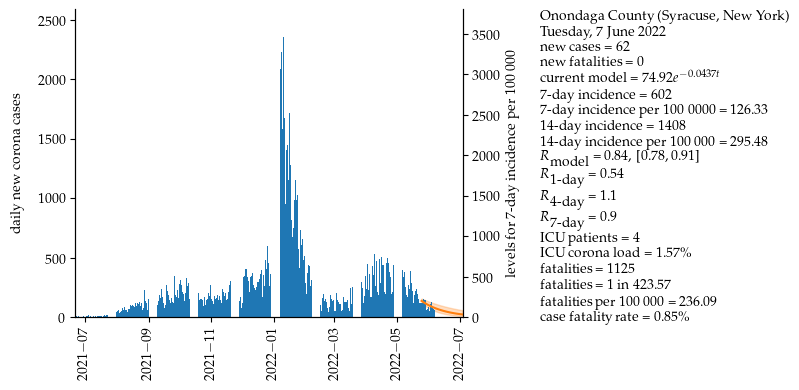 2500
2000
1500
1000
500
0
daily new corona cases
3500
3000
2500
2000
1500
1000
500
0
levels for 7-day incidence per 100 000
2021−07
2021−09
2021−11
2022−01
2022−03
2022−05
2022−07
Onondaga County (Syracuse, New York)
Tuesday, 7 June 2022
new cases = 62
new fatalities = 0
current model = 74.92e^{−0.0437t}
7-day incidence = 602
7-day incidence per 100 0000 = 126.33
14-day incidence = 1408
14-day incidence per 100 000 = 295.48
R_model = 0.84, [0.78, 0.91]
R_1-day = 0.54
R_4-day = 1.1
R_7-day = 0.9
ICU patients = 4
ICU corona load = 1.57%
fatalities = 1125
fatalities = 1 in 423.57
fatalities per 100 000 = 236.09
case fatality rate = 0.85%